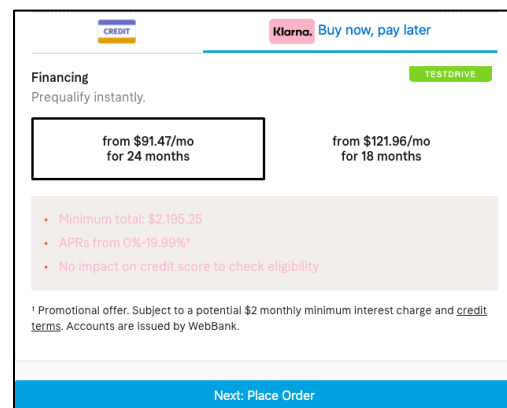 CREDIT
Klarna. Buy now, pay later
Financing
TESTDRIVE
Prequalify instantly.
from $91.47/mo
for 24 months
from $121.96/mo
for 18 months
• Minimum total: $2,195.25
• APRs from 0%-19.99%†
• No impact on credit score to check eligibility
† Promotional offer. Subject to a potential $2 monthly minimum interest charge and credit
terms. Accounts are issued by WebBank.
Next: Place Order